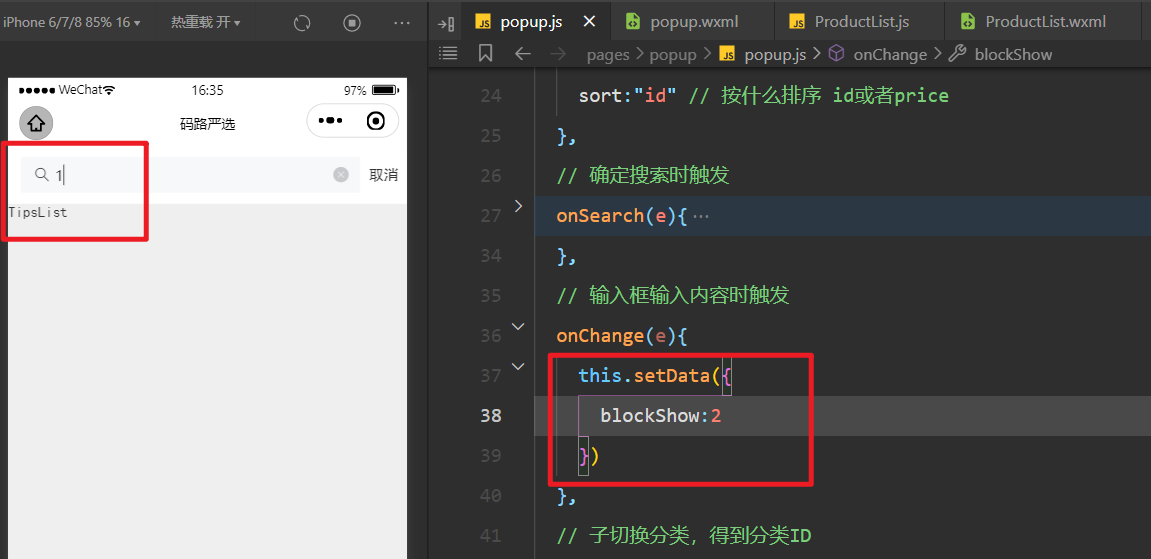 iPhone 6/7/8 85% 16 热重载 开
popup.js popup.wxml ProductList.js ProductList.wxml
pages > popup > popup.js > onChange > blockShow
WeChat 16:35 97%
码路严选
1 取消
TipsList
24 sort:"id" // 按什么排序 id或者price
25 },
26 // 确定搜索时触发
27 onSearch(e){ ···
34 },
35 // 输入框输入内容时触发
36 onChange(e){
37 this.setData({
38 blockShow:2
39 })
40 },
41 // 子切换分类，得到分类ID